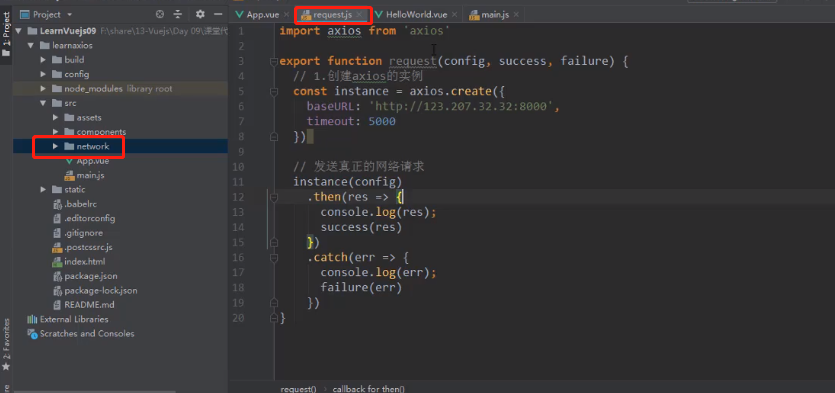 Project
LearnVuejs09 F:\share\13-Vuejs\Day 09\课堂代
learnaxios
build
config
node_modules library root
src
assets
components
network
App.vue
main.js
static
.babelrc
.editorconfig
.gitignore
.postcssrc.js
index.html
package.json
package-lock.json
README.md
External Libraries
Scratches and Consoles
1: Project
2: Favorites
App.vue
request.js
HelloWorld.vue
main.js
1 import axios from 'axios'
2
3 export function request(config, success, failure) {
4 // 1.创建axios的实例
5 const instance = axios.create({
6 baseURL: 'http://123.207.32.32:8000',
7 timeout: 5000
8 })
9
10 // 发送真正的网络请求
11 instance(config)
12 .then(res => {
13 console.log(res);
14 success(res)
15 })
16 .catch(err => {
17 console.log(err);
18 failure(err)
19 })
20 }
request() › callback for then()